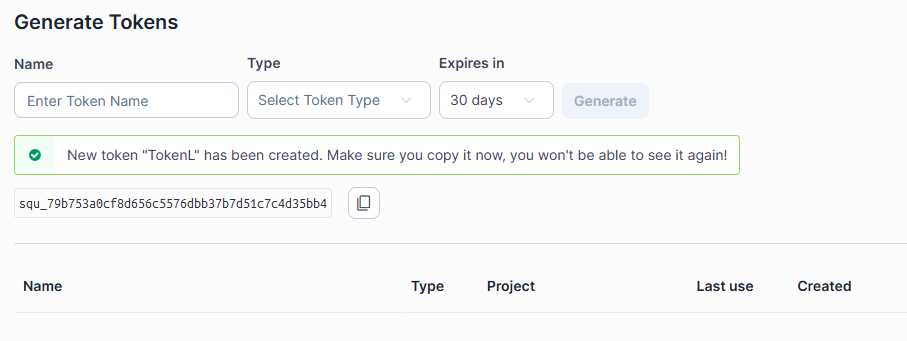 Generate Tokens
Name Type Expires in
Enter Token Name Select Token Type 30 days Generate
New token "TokenL" has been created. Make sure you copy it now, you won't be able to see it again!
squ_79b753a0cf8d656c5576dbb37b7d51c7c4d35bb4
Name Type Project Last use Created